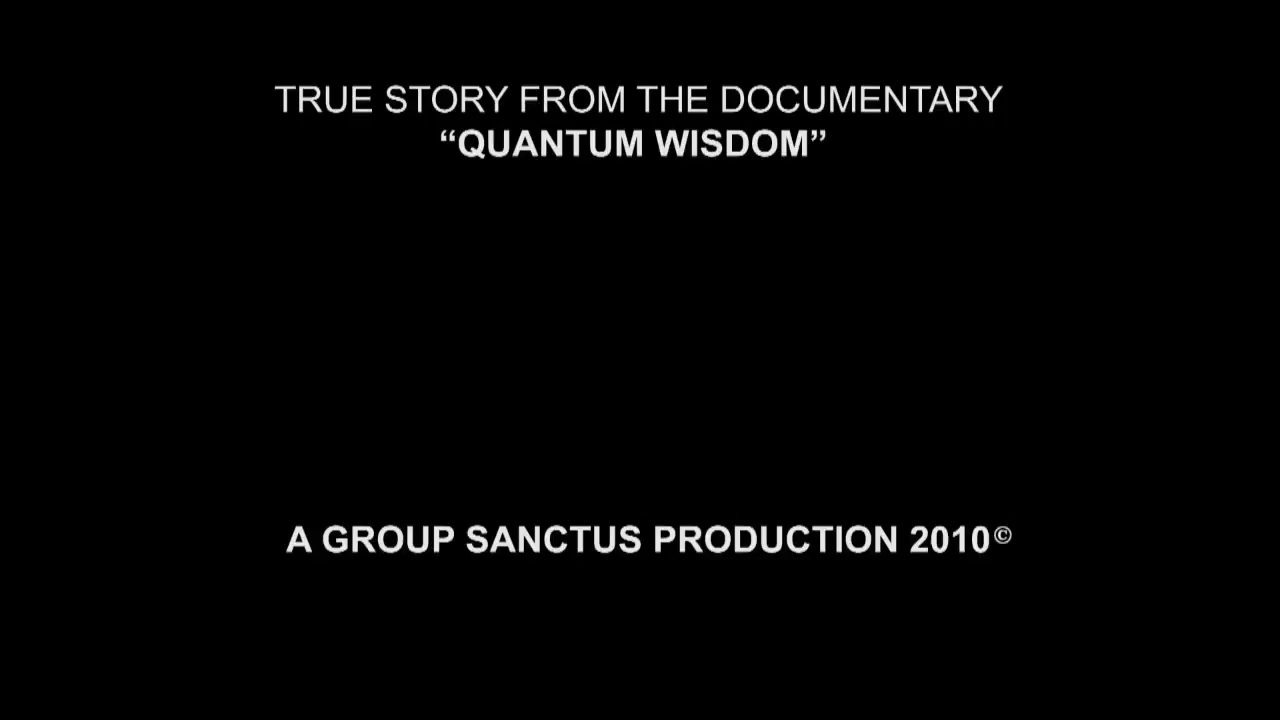 TRUE STORY FROM THE DOCUMENTARY
“QUANTUM WISDOM”
A GROUP SANCTUS PRODUCTION 2010©